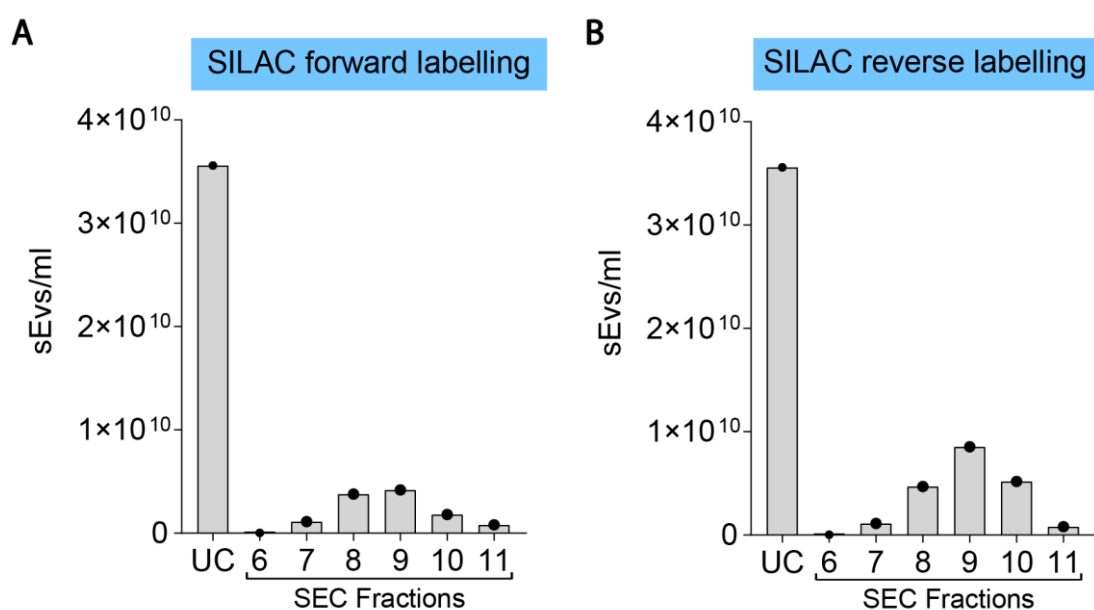 A
SILAC forward labelling
4×10¹⁰
3×10¹⁰
2×10¹⁰
1×10¹⁰
0
sEvs/ml
UC 6 7 8 9 10 11
SEC Fractions
B
SILAC reverse labelling
4×10¹⁰
3×10¹⁰
2×10¹⁰
1×10¹⁰
0
sEvs/ml
UC 6 7 8 9 10 11
SEC Fractions